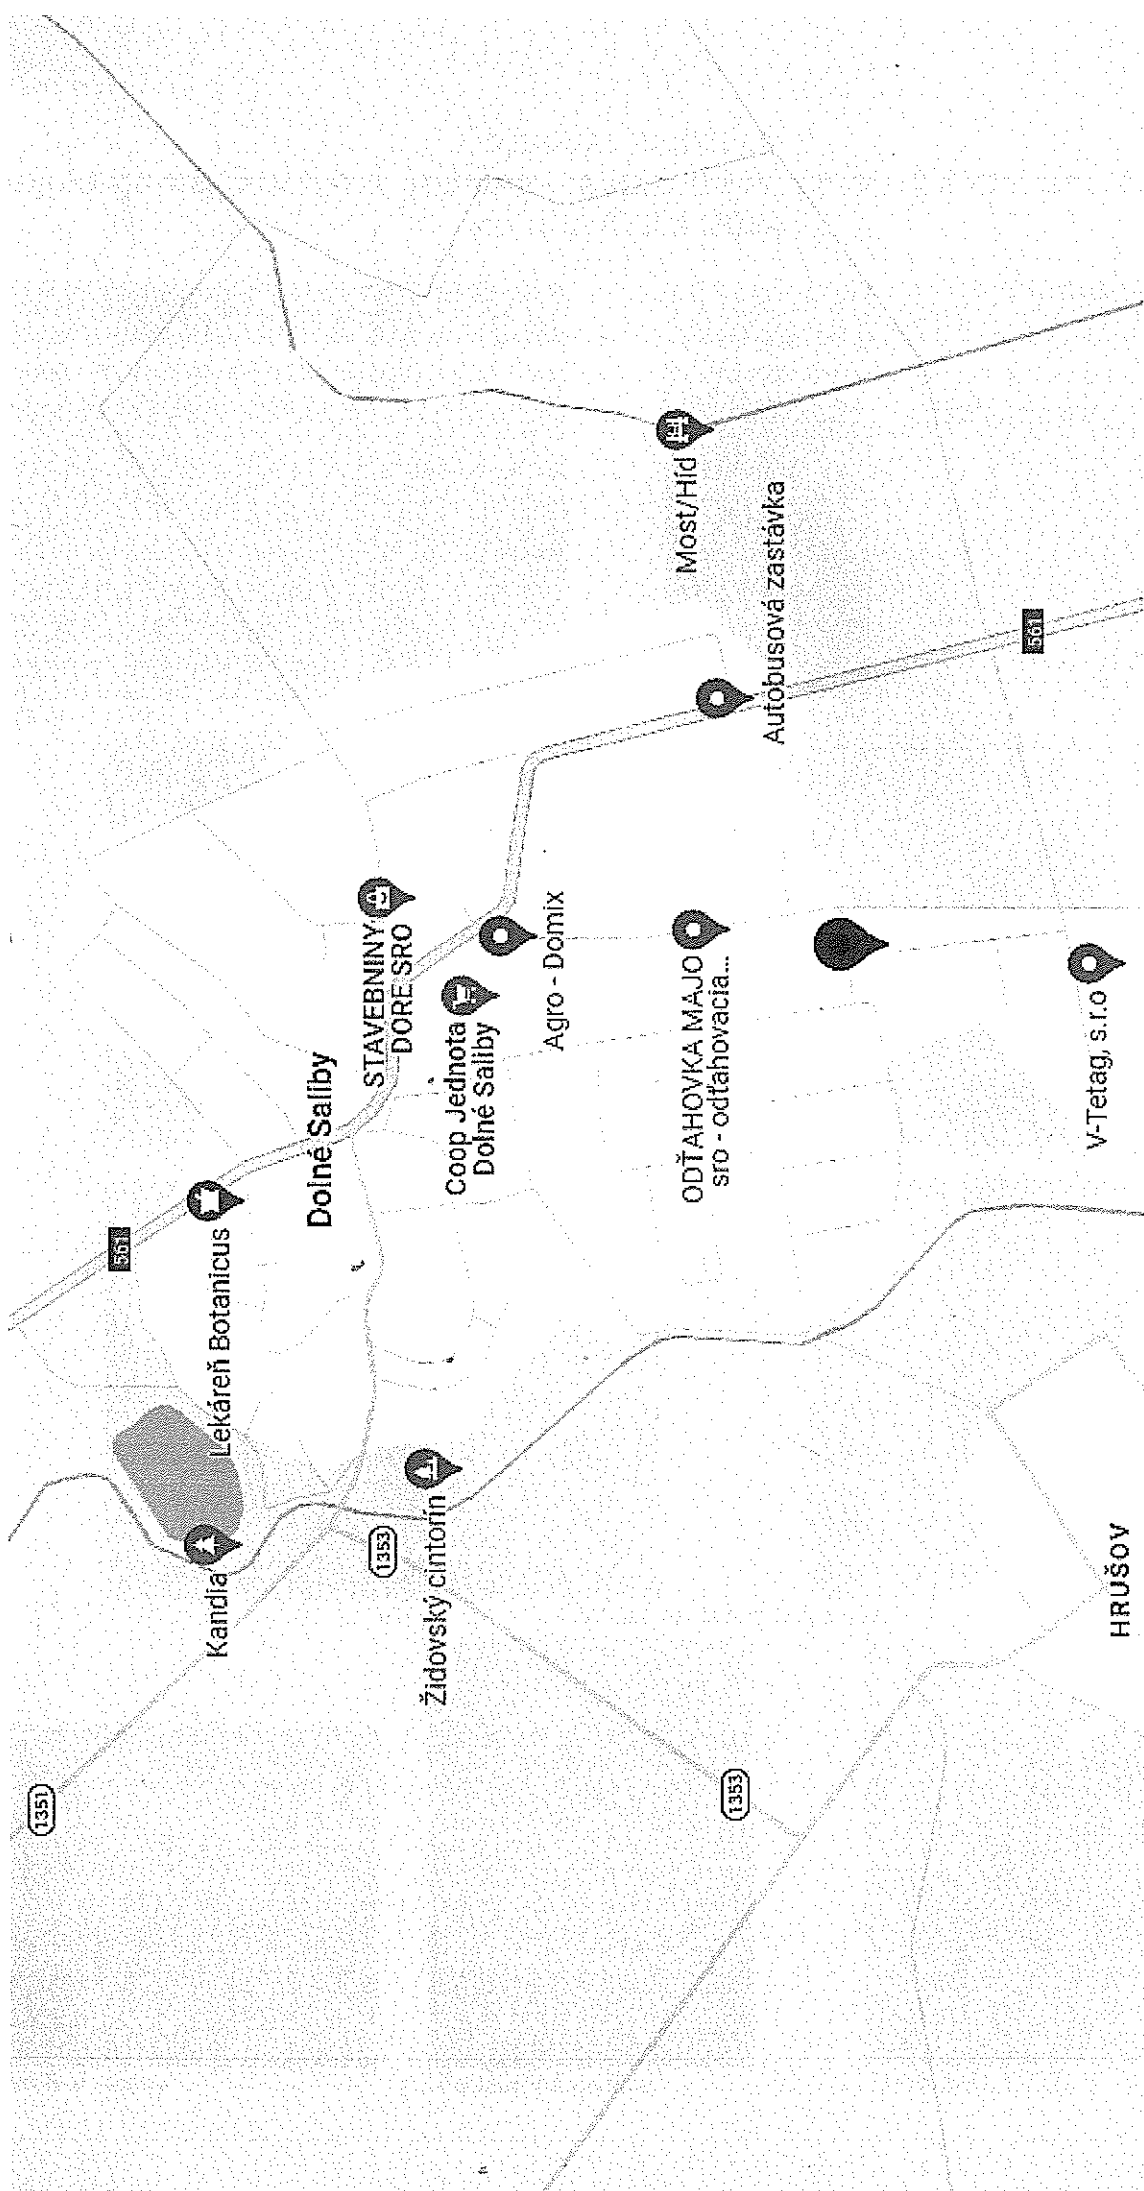 1351
561
Kandia
Lekáreň Botanicus
Dolné Saliby
1353
STAVEBNINY
DORE SRO
Židovský cintorín
Coop Jednota
Dolné Saliby
Agro - Domix
ODŤAHOVKA MAJO
sro - odťahovacia...
Most/Híd
1353
Autobusová zastávka
561
V-Tetag, s.r.o
HRUŠOV